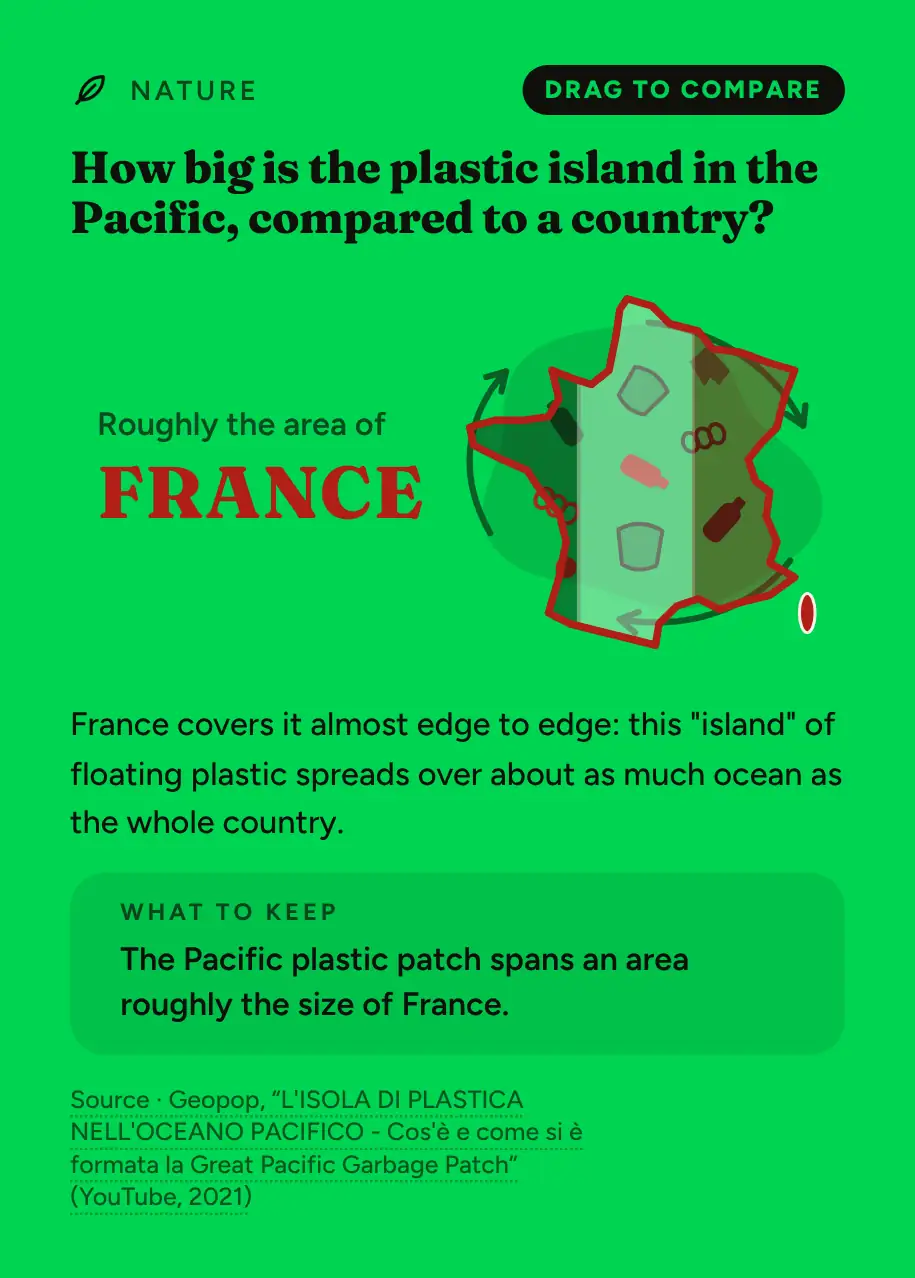 NATURE
DRAG TO COMPARE
How big is the plastic island in the
Pacific, compared to a country?
Roughly the area of
FRANCE
France covers it almost edge to edge: this "island" of
floating plastic spreads over about as much ocean as
the whole country.
WHAT TO KEEP
The Pacific plastic patch spans an area
roughly the size of France.
Source · Geopop, “L'ISOLA DI PLASTICA
NELL'OCEANO PACIFICO - Cos'è e come si è
formata la Great Pacific Garbage Patch”
(YouTube, 2021)